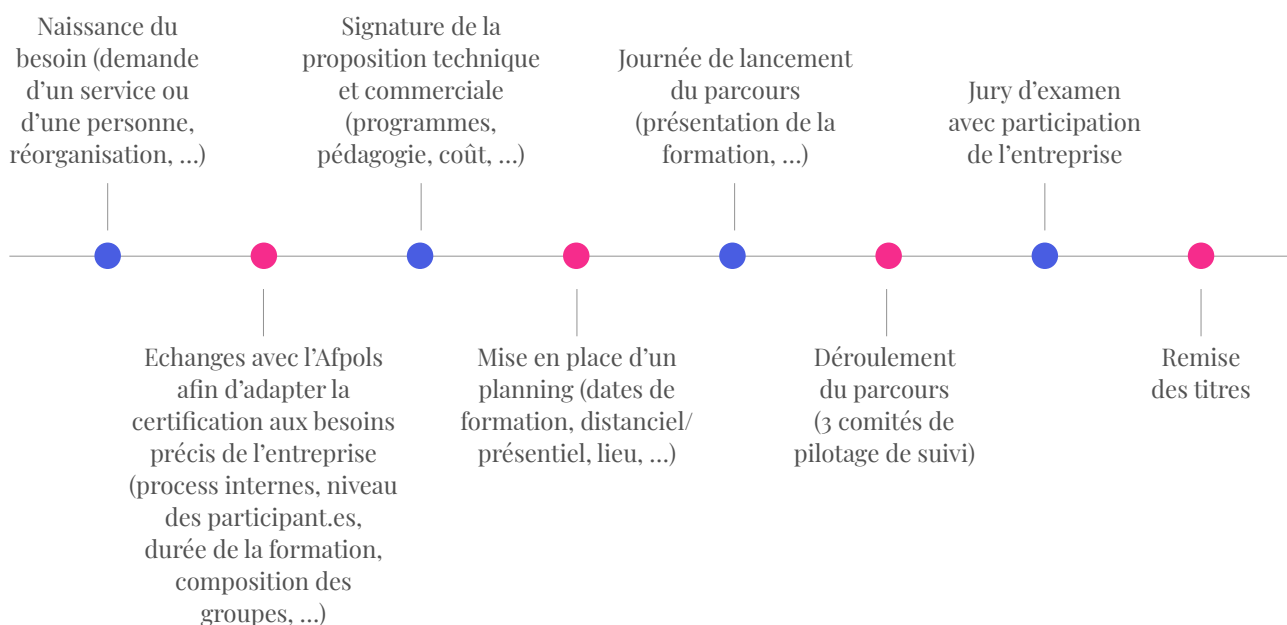 Naissance du
besoin (demande
d’un service ou
d’une personne,
réorganisation, …)
Echanges avec l’Afpols
afin d’adapter la
certification aux besoins
précis de l’entreprise
(process internes, niveau
des participant.es,
durée de la formation,
composition des
groupes, …)
Signature de la
proposition technique
et commerciale
(programmes,
pédagogie, coût, …)
Mise en place d’un
planning (dates de
formation, distanciel/
présentiel, lieu, …)
Journée de lancement
du parcours
(présentation de la
formation, …)
Déroulement
du parcours
(3 comités de
pilotage de suivi)
Jury d’examen
avec participation
de l’entreprise
Remise
des titres